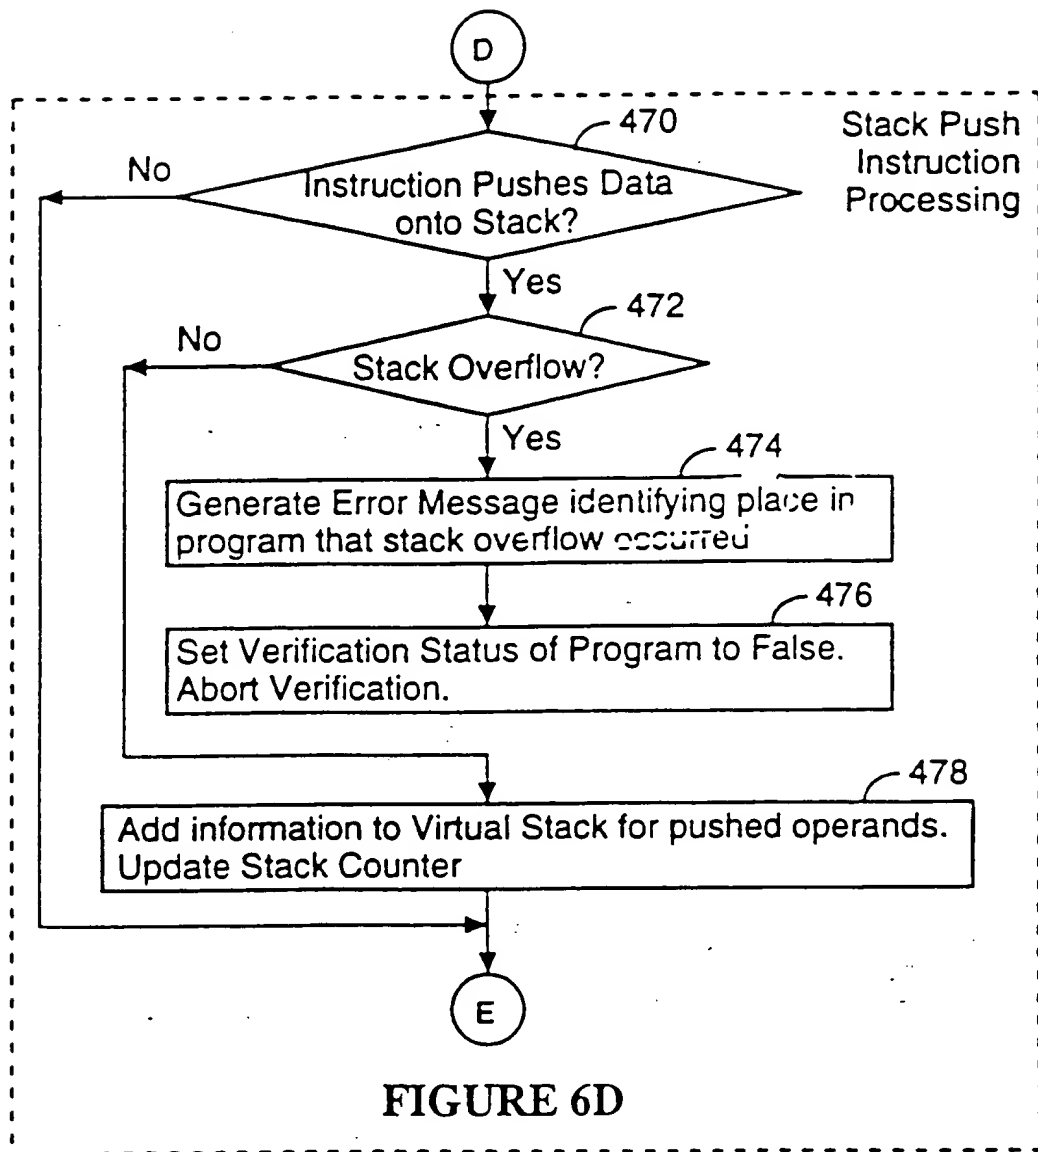 D
470
Stack Push
Instruction
Processing
No
Instruction Pushes Data
onto Stack?
Yes
472
No
Stack Overflow?
Yes
474
Generate Error Message identifying place in
program that stack overflow occurred
476
Set Verification Status of Program to False.
Abort Verification.
478
Add information to Virtual Stack for pushed operands.
Update Stack Counter
E
FIGURE 6D